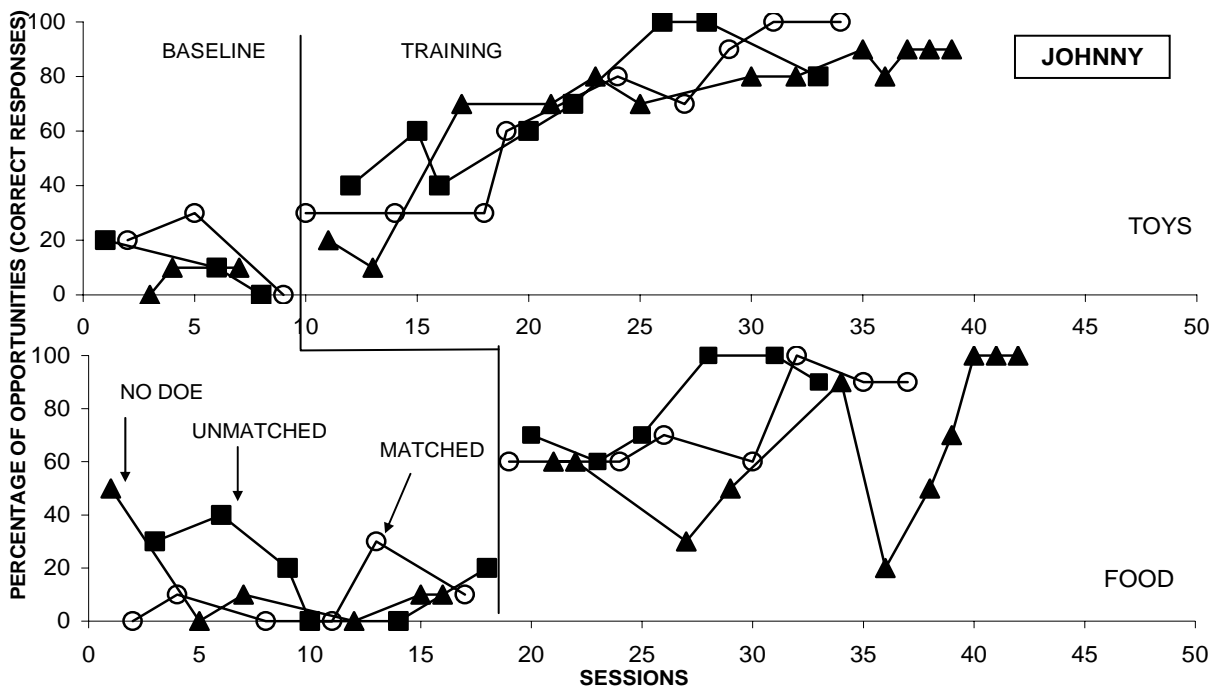 PERCENTAGE OF OPPORTUNITIES (CORRECT RESPONSES)
100
80
60
40
20
0
BASELINE
TRAINING
JOHNNY
TOYS
0 5 10 15 20 25 30 35 40 45 50
100
80
60
40
20
0
NO DOE
UNMATCHED
MATCHED
FOOD
0 5 10 15 20 25 30 35 40 45 50
SESSIONS